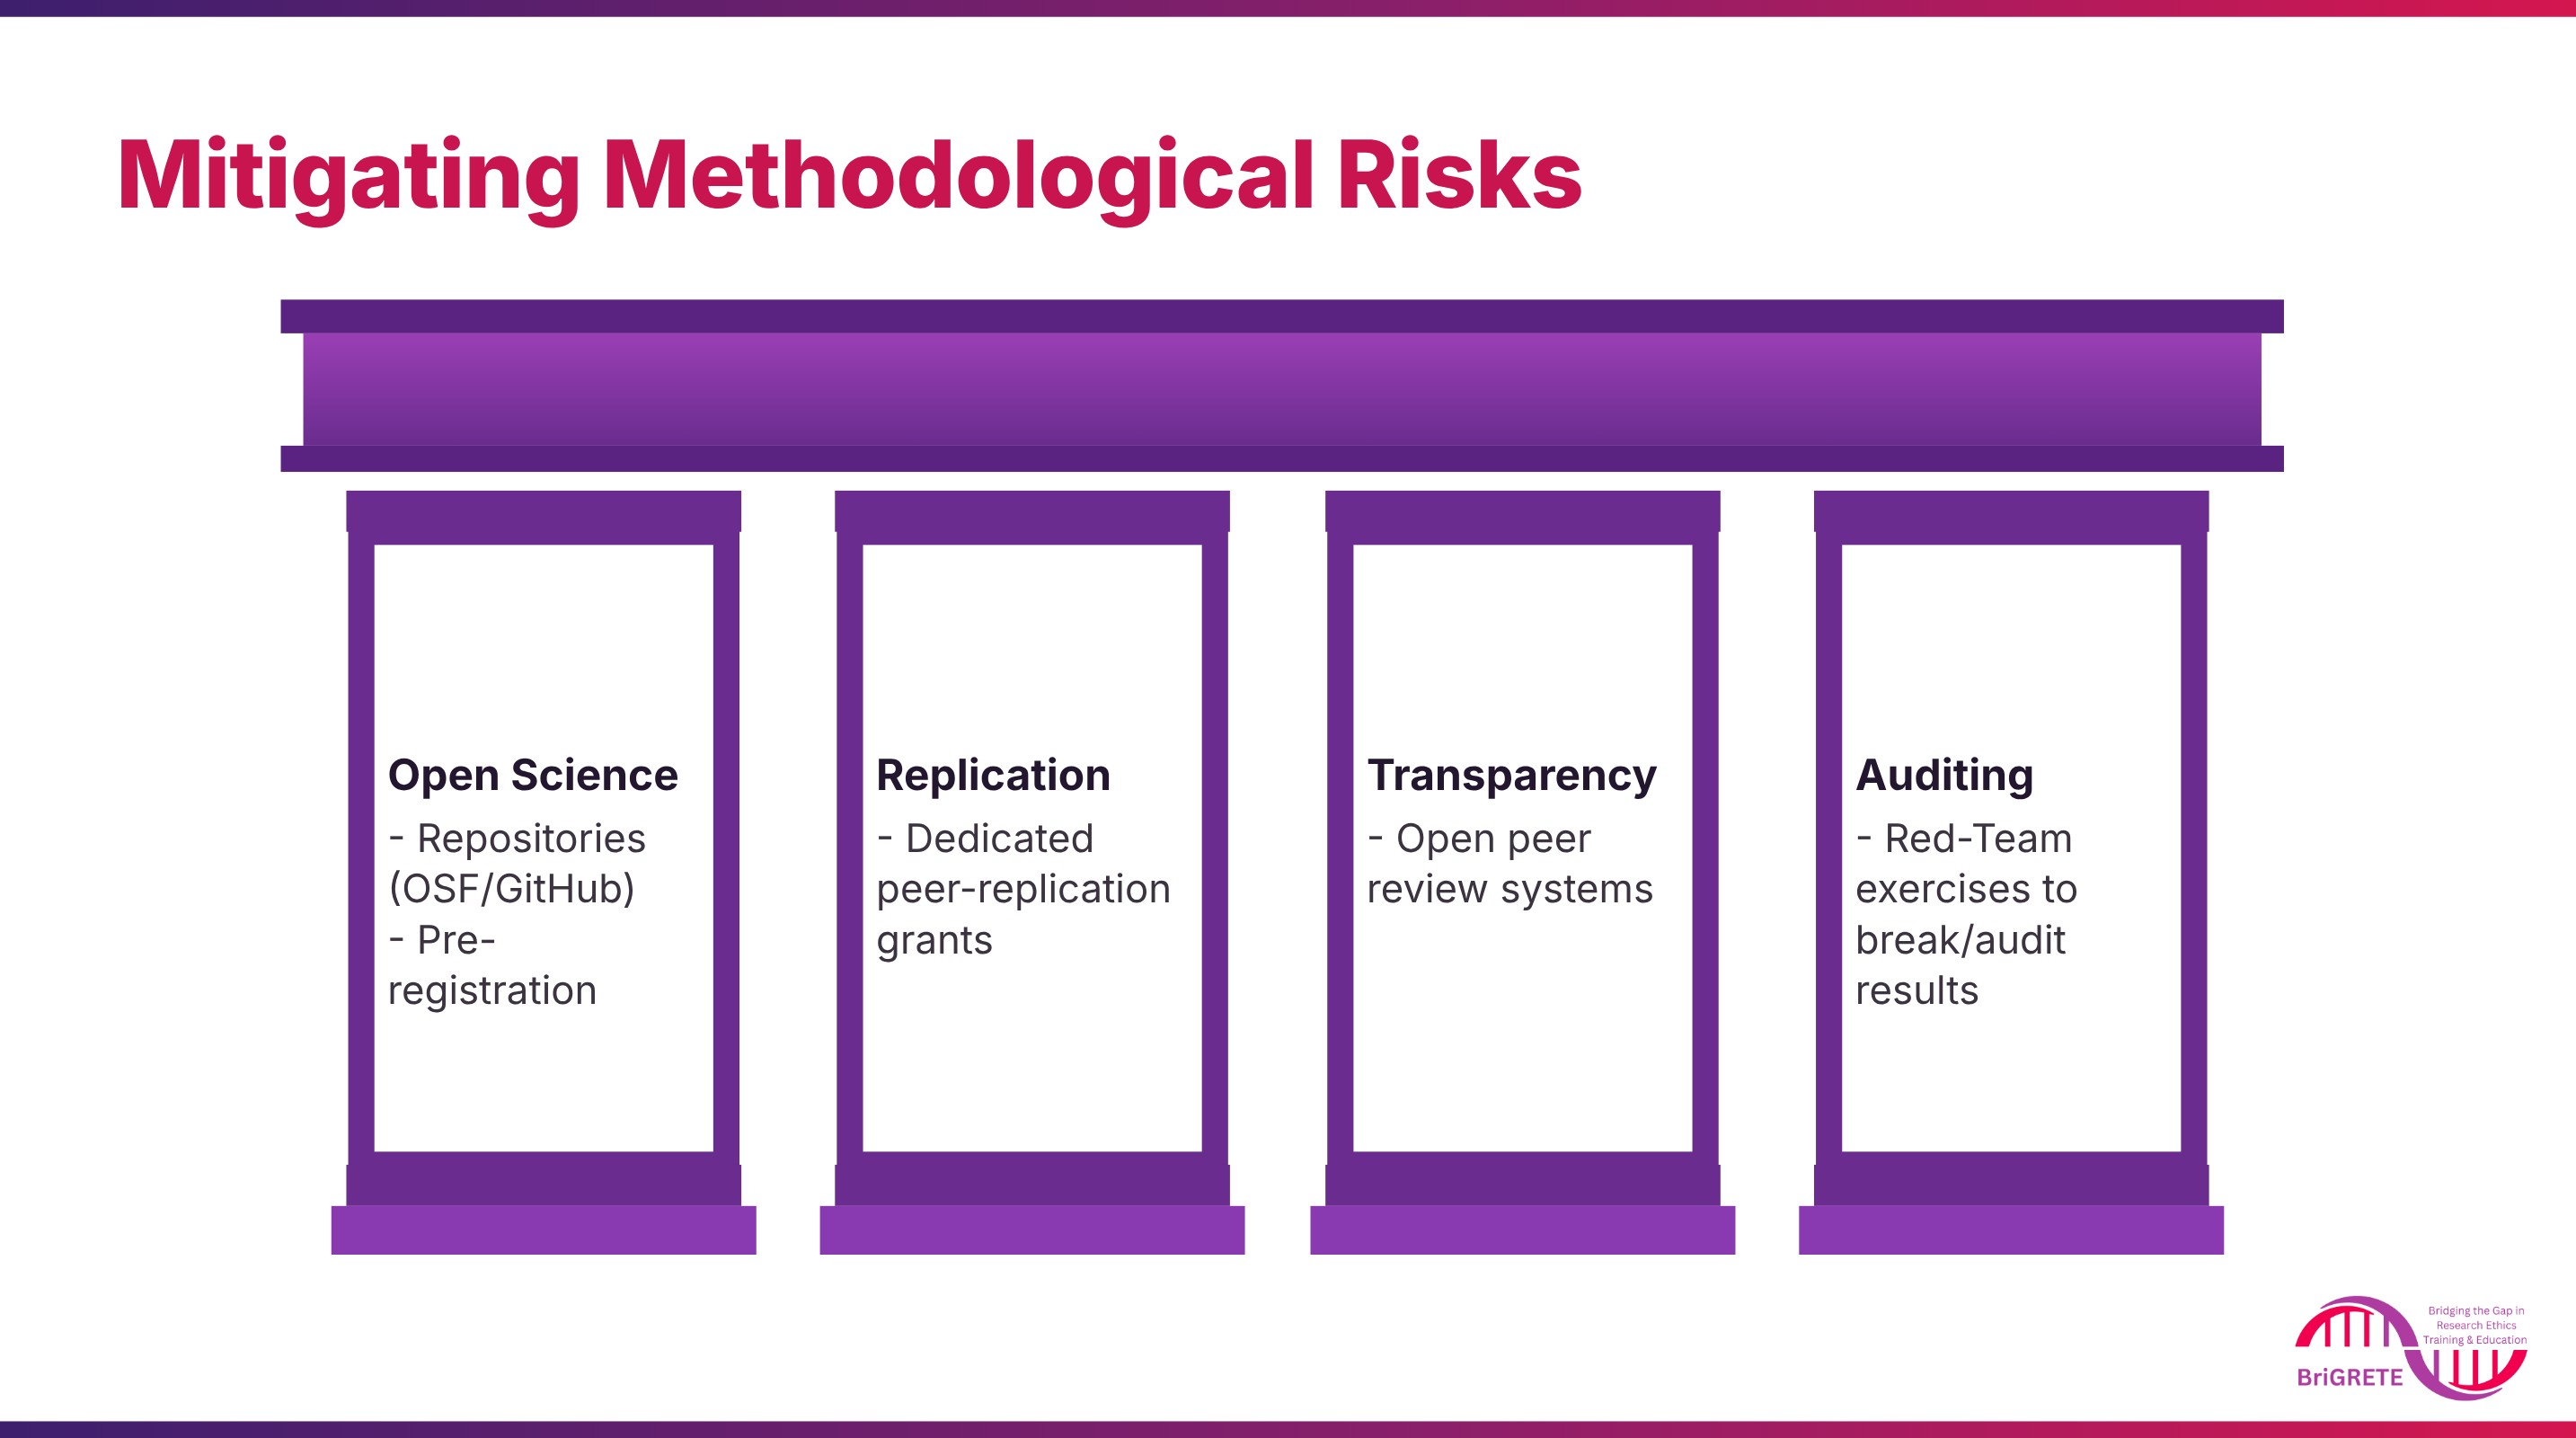 Mitigating Methodological Risks
Open Science
- Repositories
(OSF/GitHub)
- Pre-
registration
Replication
- Dedicated
peer-replication
grants
Transparency
- Open peer
review systems
Auditing
- Red-Team
exercises to
break/audit
results
Bridging the Gap in
Research Ethics
Training & Education
BriGRETE